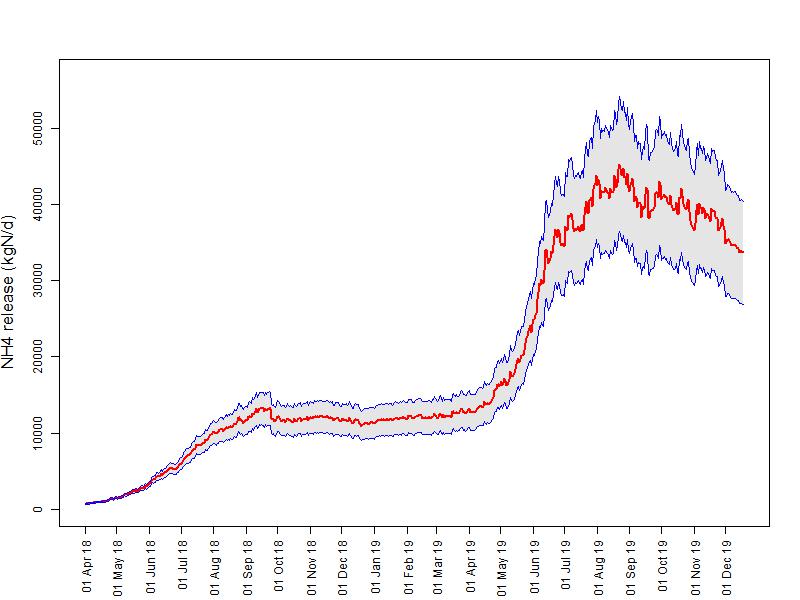 NH4 release (kgN/d)
50000
40000
30000
20000
10000
0
01 Apr 18
01 May 18
01 Jun 18
01 Jul 18
01 Aug 18
01 Sep 18
01 Oct 18
01 Nov 18
01 Dec 18
01 Jan 19
01 Feb 19
01 Mar 19
01 Apr 19
01 May 19
01 Jun 19
01 Jul 19
01 Aug 19
01 Sep 19
01 Oct 19
01 Nov 19
01 Dec 19